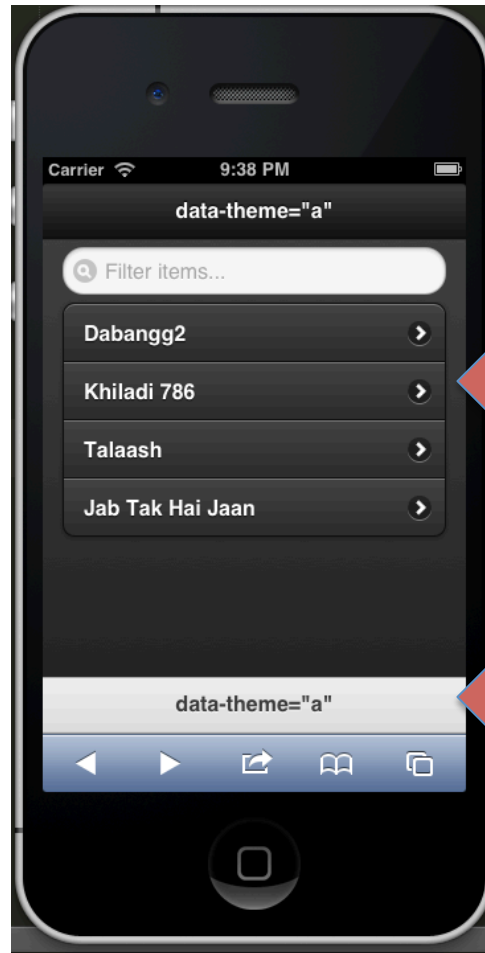 Carrier 9:38 PM
data-theme="a"
Filter items...
Dabangg2
Khiladi 786
Talaash
Jab Tak Hai Jaan
data-theme="a"